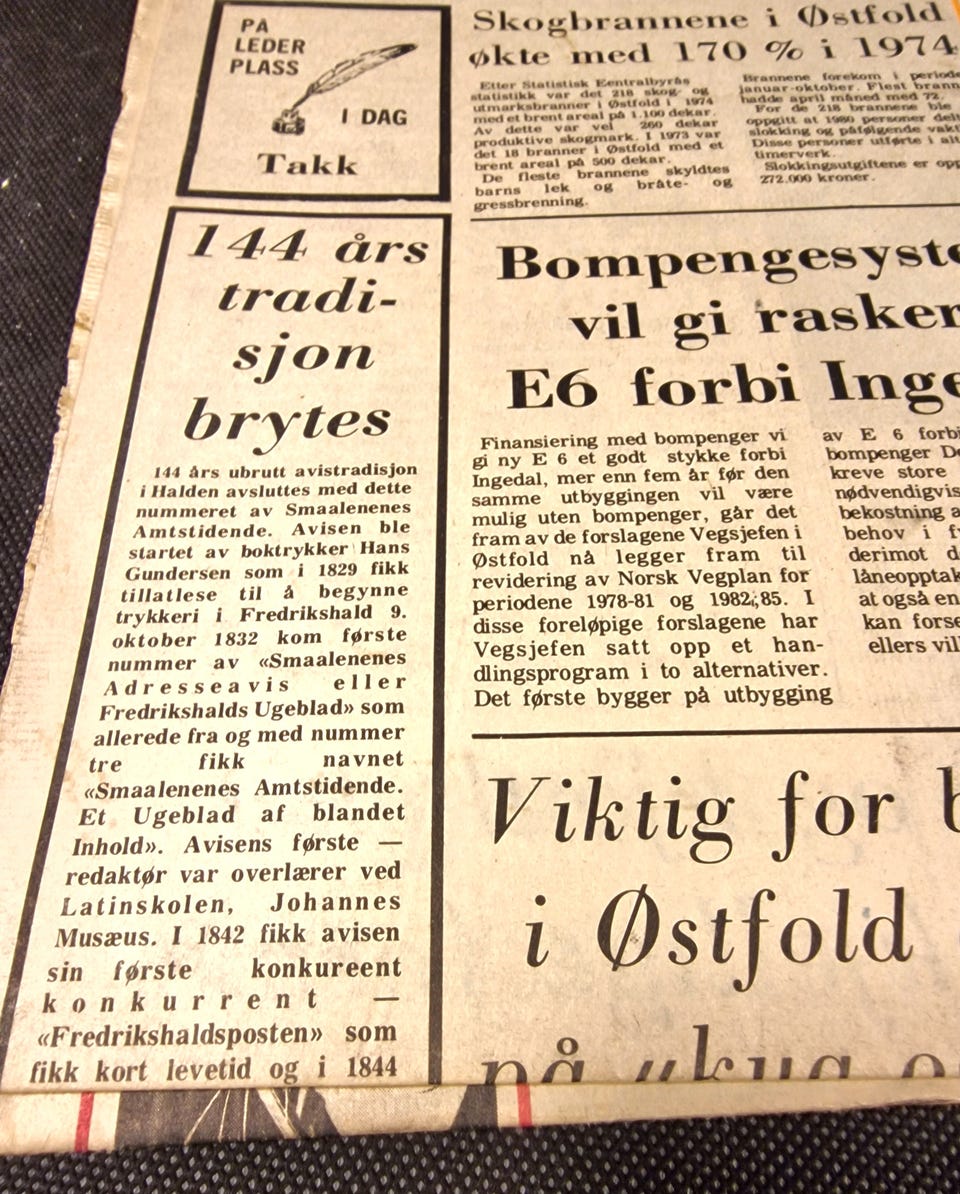 PÅ
LEDER
PLASS
I DAG
Takk
144 års
tradi-
sjon
brytes
144 års ubrutt avistradisjon
i Halden avsluttes med dette
nummeret av Smaalenenes
Amtstidende. Avisen ble
startet av boktrykker Hans
Gundersen som i 1829 fikk
tillatlese til å begynne
trykkeri i Fredrikshald 9.
oktober 1832 kom første
nummer av «Smaalenenes
Adresseavis eller
Fredrikshalds Ugeblad» som
allerede fra og med nummer
tre fikk navnet
«Smaalenenes Amtstidende.
Et Ugeblad af blandet
Inhold». Avisens første —
redaktør var overlærer ved
Latinskolen, Johannes
Musæus. I 1842 fikk avisen
sin første konkureent
konkurrent —
«Fredrikshaldsposten» som
fikk kort levetid og i 1844
Skogbrannene i Østfold
økte med 170 % i 1974
Etter Statistisk Eentralbyrås
statistikk var det 218 skog- og
utmarksbranner i Østfold i 1974
med et brent areal på 1.100 dekar.
Av dette var vel 260 dekar
produktive skogmark. I 1973 var
det 18 branner i Østfold med et
brent areal på 500 dekar.
De fleste brannene skyldtes
barns lek og bråte- og
gressbrenning.
Brannene forekom i periode
januar-oktober. Flest brann
hadde april måned med 72.
For de 218 brannene ble
oppgitt at 1980 personer delt
slokking og påfølgende vakt
Disse personer utførte i alt
timerverk.
Slokkingsutgiftene er opp
272.000 kroner.
Bompengesyste
vil gi rasker
E6 forbi Inge
Finansiering med bompenger vi
gi ny E 6 et godt stykke forbi
Ingedal, mer enn fem år før den
samme utbyggingen vil være
mulig uten bompenger, går det
fram av de forslagene Vegsjefen i
Østfold nå legger fram til
revidering av Norsk Vegplan for
periodene 1978-81 og 1982;85. I
disse foreløpige forslagene har
Vegsjefen satt opp et han-
dlingsprogram i to alternativer.
Det første bygger på utbygging
av E 6 forbi
bompenger De
kreve store
nødvendigvis
bekostning a
behov i f
derimot d
låneopptak
at også en
kan forse
ellers vil
Viktig for b
i Østfold
på